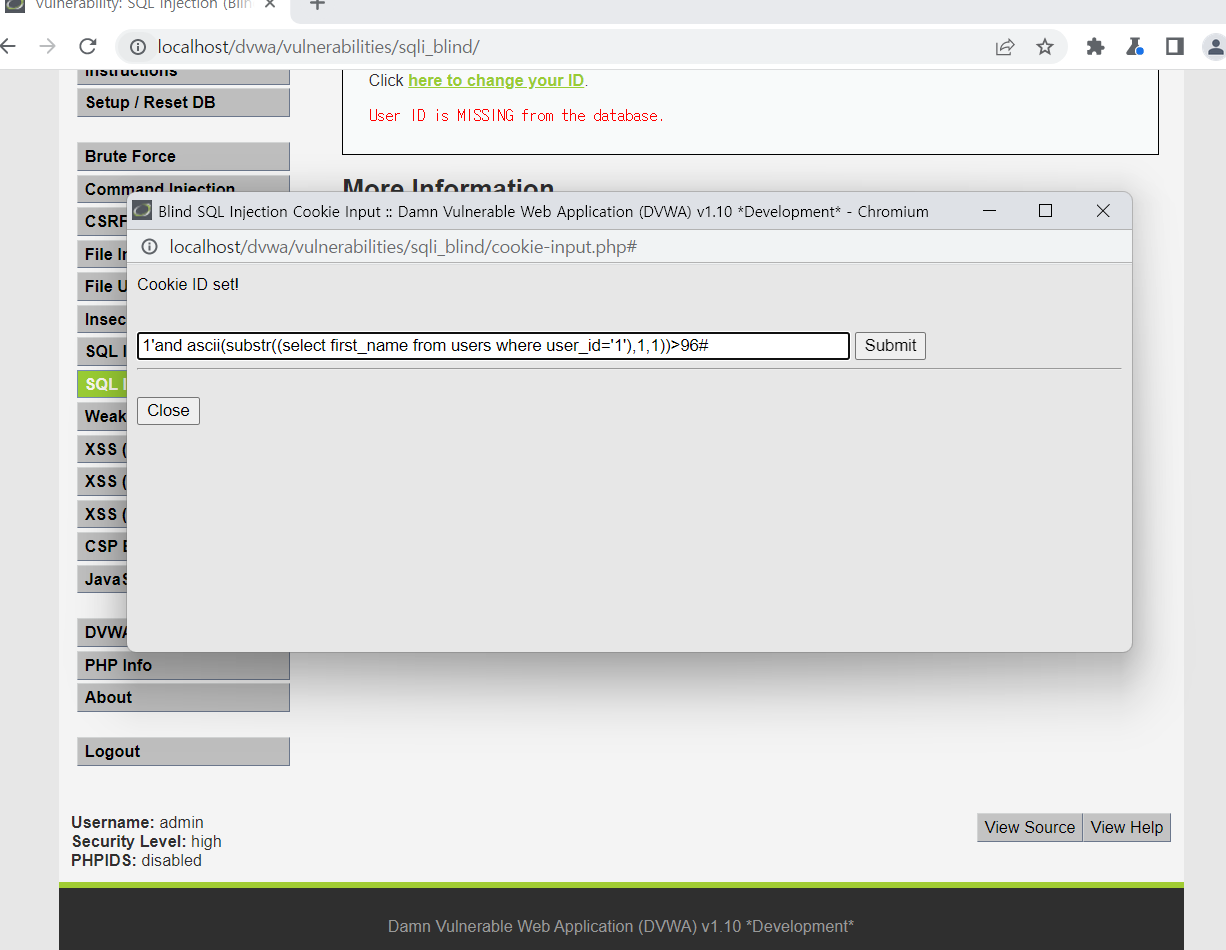 Vulnerability: SQL Injection (Blin
localhost/dvwa/vulnerabilities/sqli_blind/
Instructions
Setup / Reset DB
Brute Force
Command Injection
CSRF
File In
File U
Insec
SQL I
SQL I
Weak
XSS (
XSS (
XSS (
CSP B
JavaS
DVWA
PHP Info
About
Logout
Click here to change your ID.
User ID is MISSING from the database.
More Information
Blind SQL Injection Cookie Input :: Damn Vulnerable Web Application (DVWA) v1.10 *Development* - Chromium
localhost/dvwa/vulnerabilities/sqli_blind/cookie-input.php#
Cookie ID set!
1'and ascii(substr((select first_name from users where user_id='1'),1,1))>96#
Submit
Close
Username: admin
Security Level: high
PHPIDS: disabled
View Source
View Help
Damn Vulnerable Web Application (DVWA) v1.10 *Development*